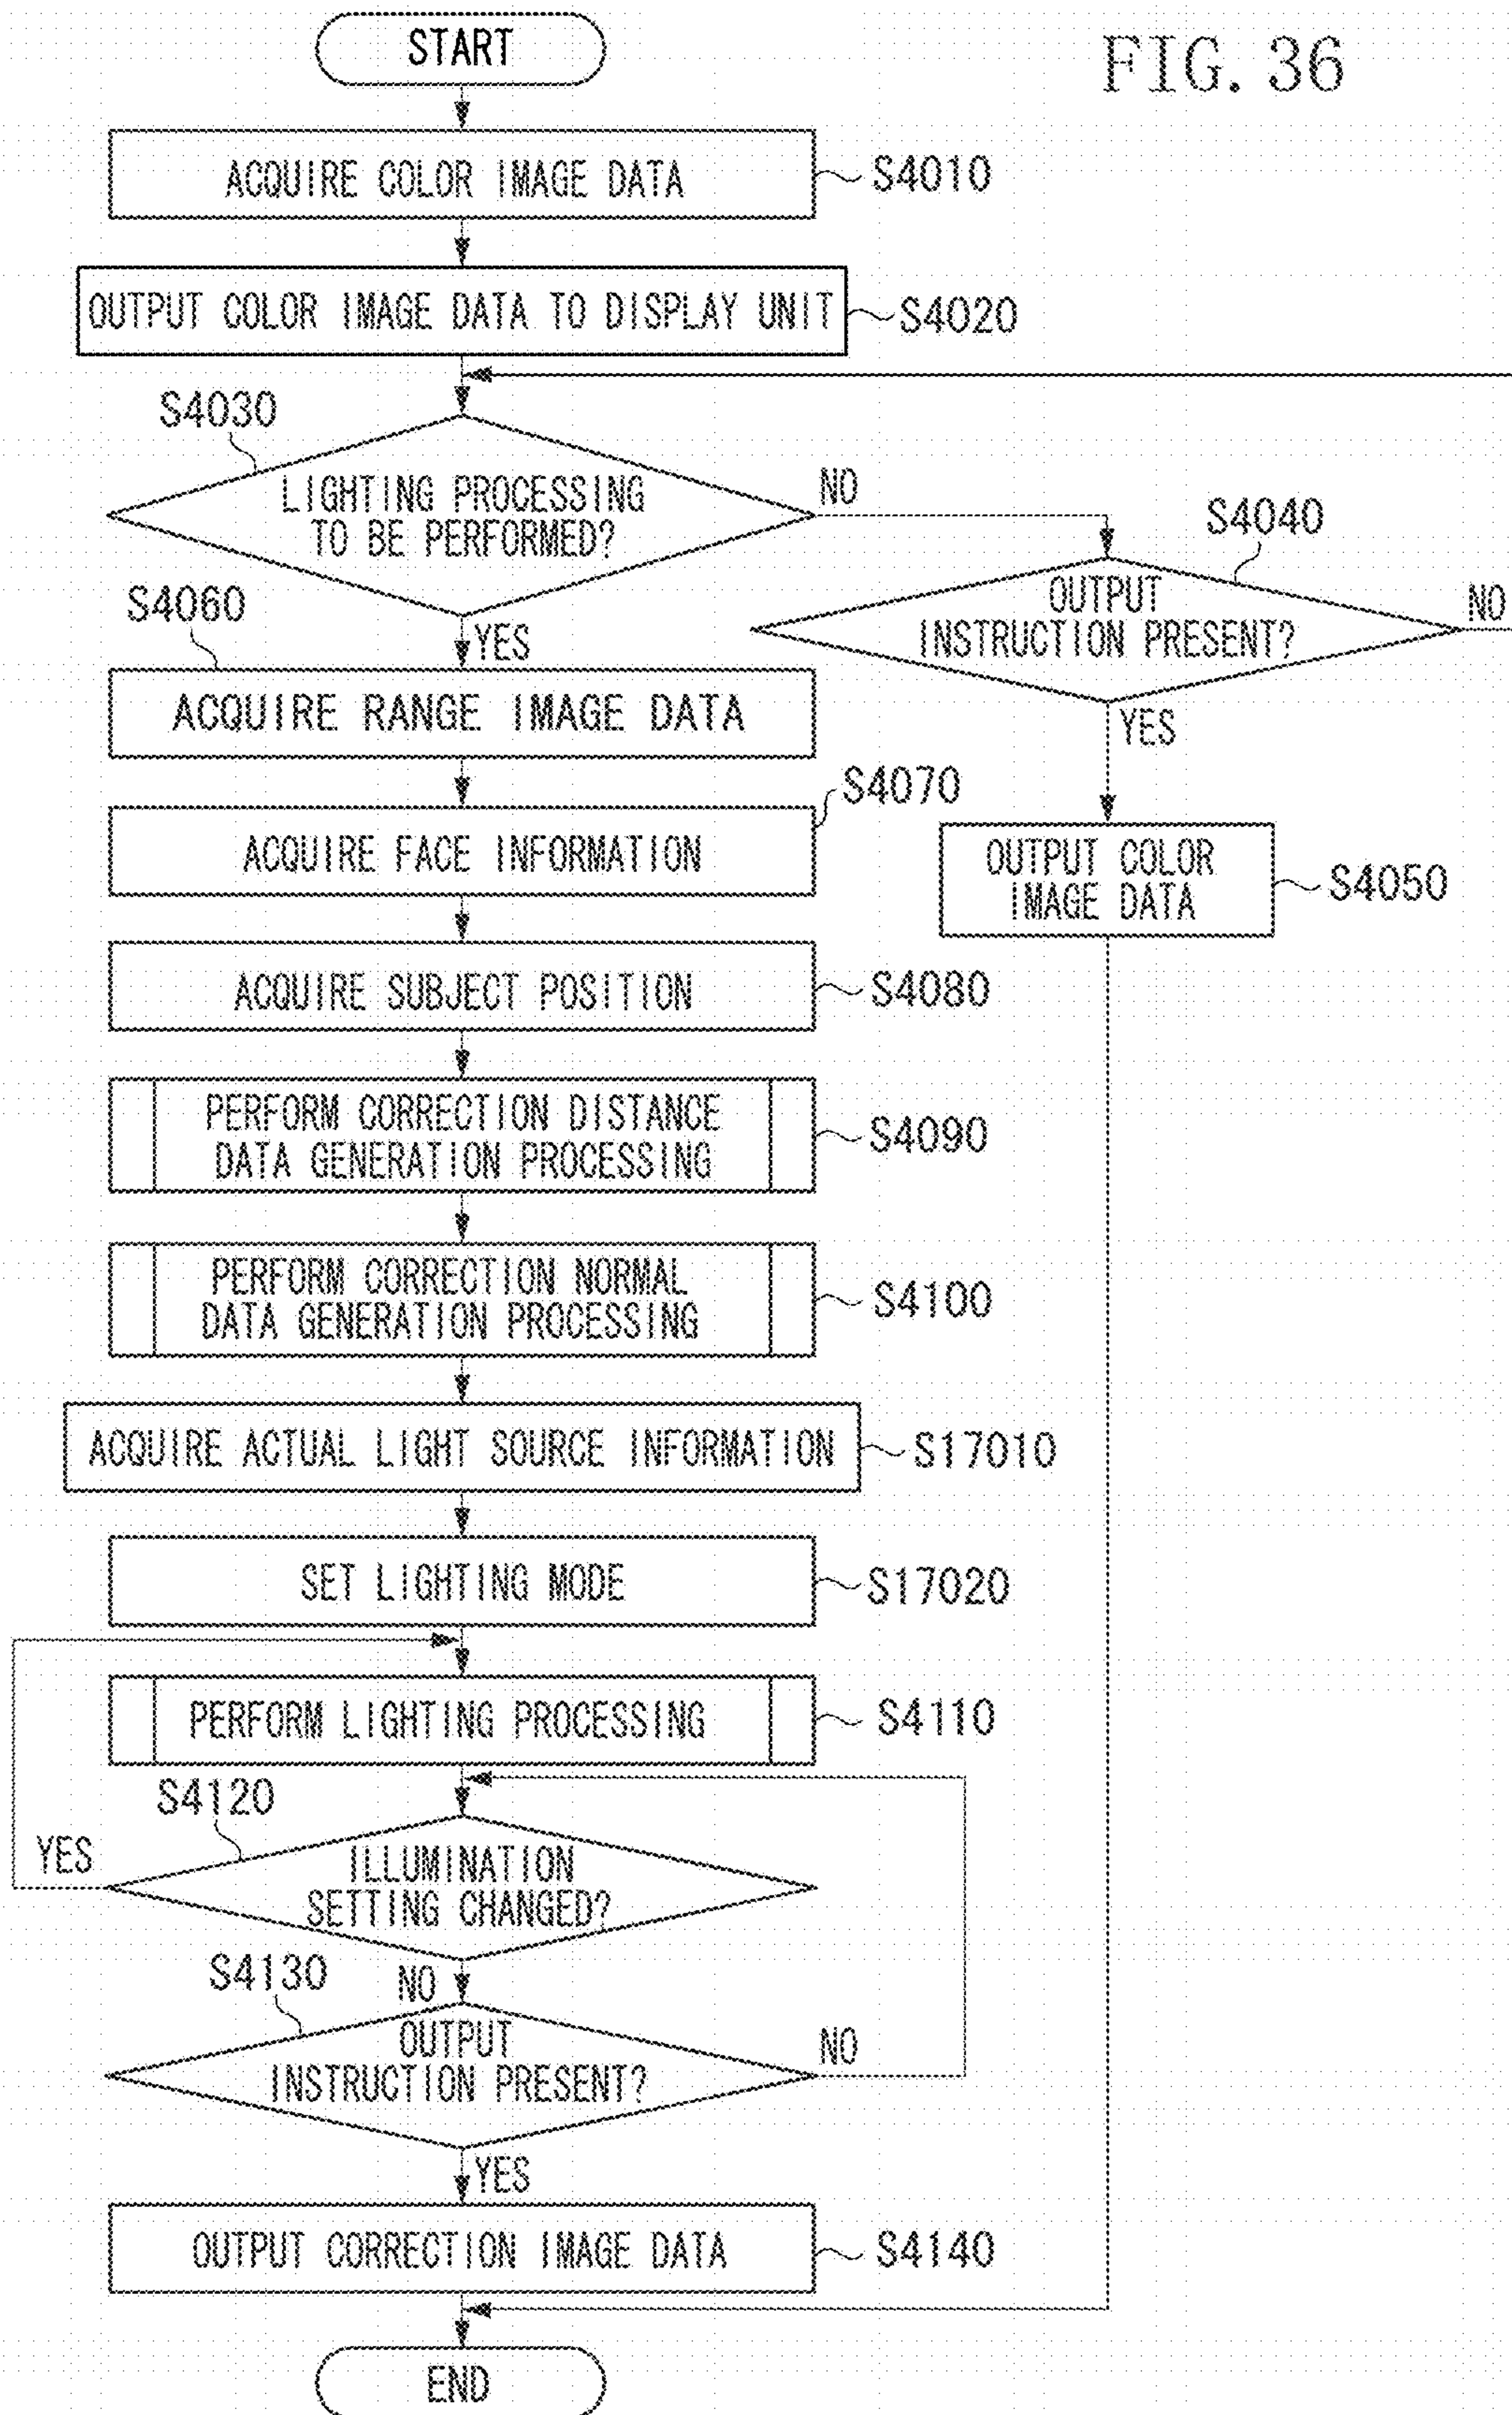 FIG. 36
START
ACQUIRE COLOR IMAGE DATA
S4010
OUTPUT COLOR IMAGE DATA TO DISPLAY UNIT
S4020
S4030
LIGHTING PROCESSING
TO BE PERFORMED?
NO
YES
S4040
OUTPUT
INSTRUCTION PRESENT?
NO
YES
OUTPUT COLOR
IMAGE DATA
S4050
S4060
ACQUIRE RANGE IMAGE DATA
S4070
ACQUIRE FACE INFORMATION
ACQUIRE SUBJECT POSITION
S4080
PERFORM CORRECTION DISTANCE
DATA GENERATION PROCESSING
S4090
PERFORM CORRECTION NORMAL
DATA GENERATION PROCESSING
S4100
ACQUIRE ACTUAL LIGHT SOURCE INFORMATION
S17010
SET LIGHTING MODE
S17020
PERFORM LIGHTING PROCESSING
S4110
S4120
YES
ILLUMINATION
SETTING CHANGED?
NO
S4130
OUTPUT
INSTRUCTION PRESENT?
NO
YES
OUTPUT CORRECTION IMAGE DATA
S4140
END